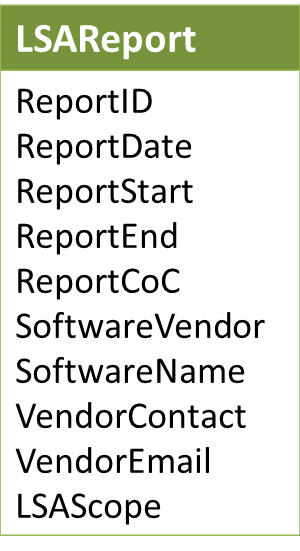 LSAReport
ReportID
ReportDate
ReportStart
ReportEnd
ReportCoC
SoftwareVendor
SoftwareName
VendorContact
VendorEmail
LSAScope